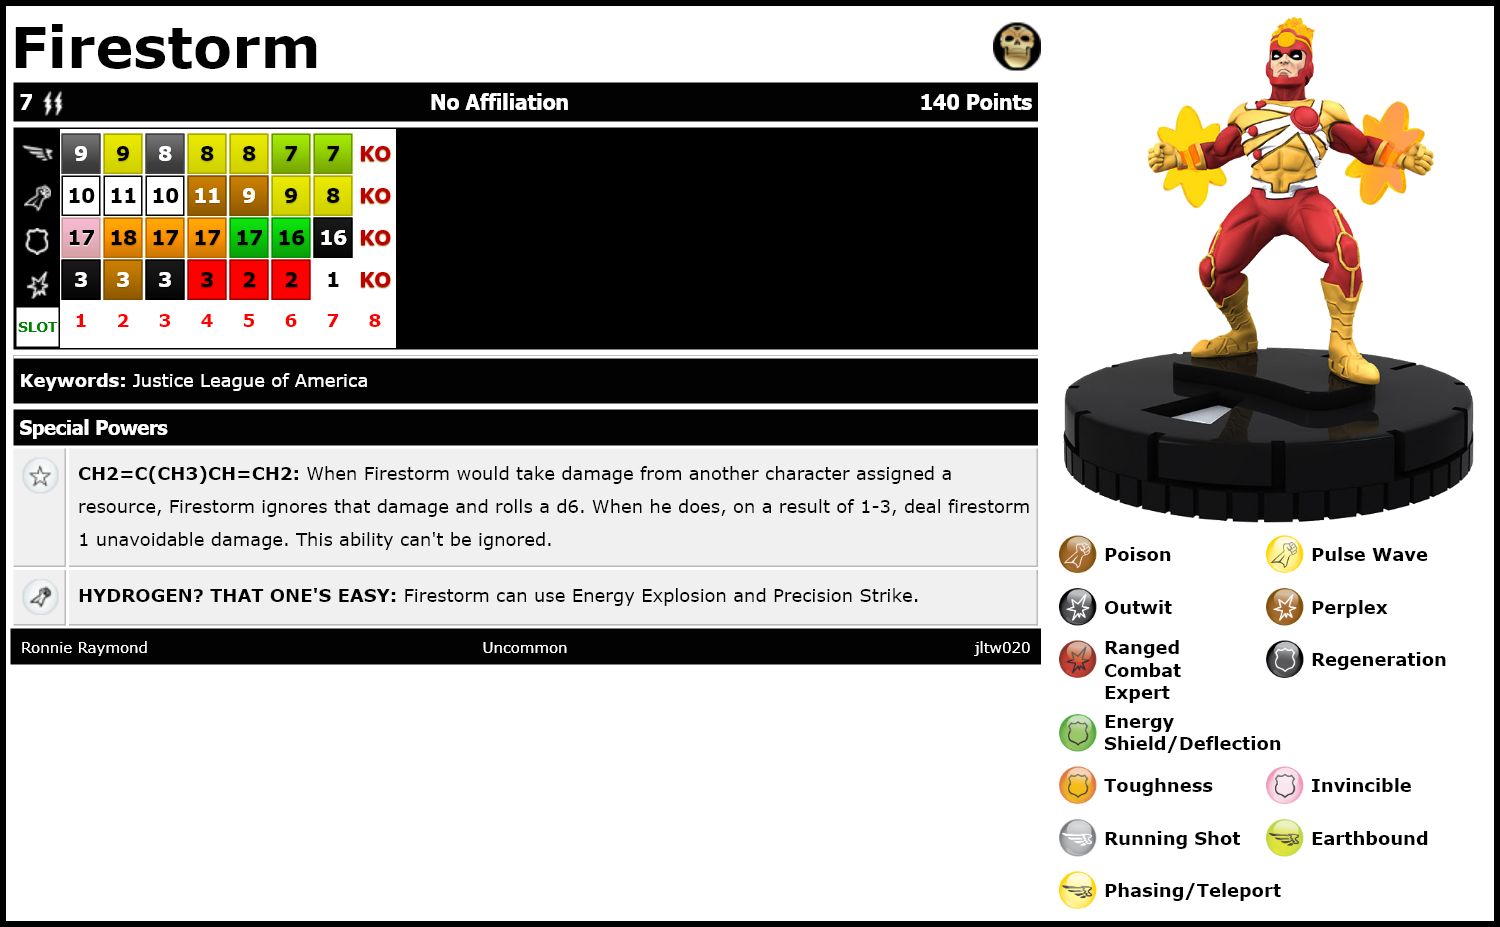 Firestorm
7 No Affiliation 140 Points
9 9 8 8 8 7 7 KO
10 11 10 11 9 9 8 KO
17 18 17 17 17 16 16 KO
3 3 3 3 2 2 1 KO
SLOT 1 2 3 4 5 6 7 8
Keywords: Justice League of America
Special Powers
CH2=C(CH3)CH=CH2: When Firestorm would take damage from another character assigned a
resource, Firestorm ignores that damage and rolls a d6. When he does, on a result of 1-3, deal firestorm
1 unavoidable damage. This ability can't be ignored.
HYDROGEN? THAT ONE'S EASY: Firestorm can use Energy Explosion and Precision Strike.
Ronnie Raymond Uncommon jltw020
Poison Pulse Wave
Outwit Perplex
Ranged
Combat
Expert
Regeneration
Energy
Shield/Deflection
Toughness Invincible
Running Shot Earthbound
Phasing/Teleport